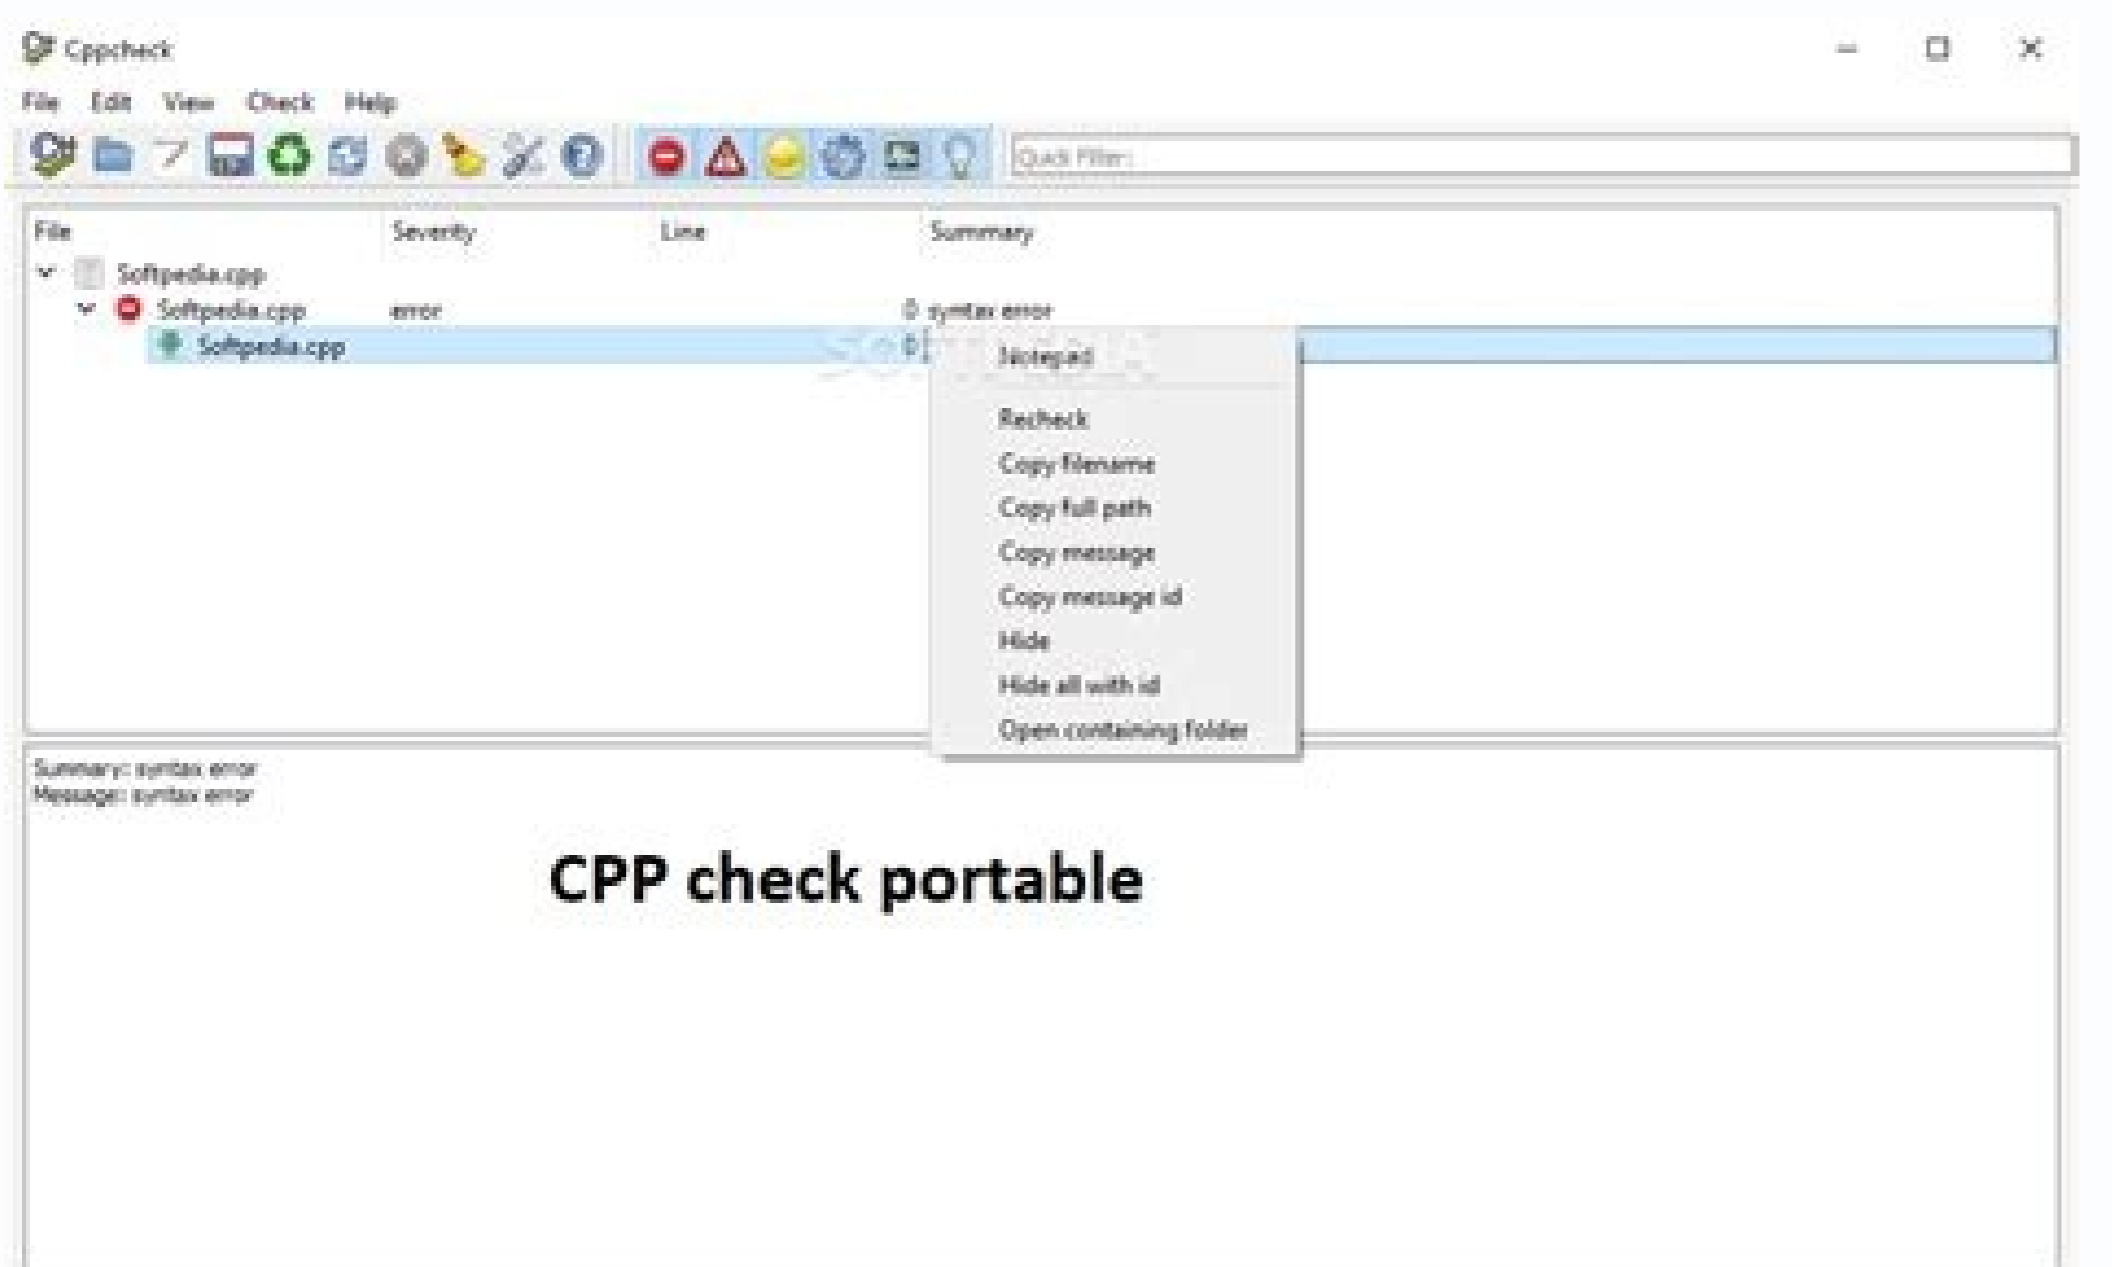 Cppcheck
File Edit View Check Help
Quick Filter:
File Severity Line Summary
Softpedia.cpp
Softpedia.cpp error 0 syntax error
Softpedia.cpp 0
Notepad
Recheck
Copy filename
Copy full path
Copy message
Copy message id
Hide
Hide all with id
Open containing folder
Summary: syntax error
Message: syntax error
CPP check portable